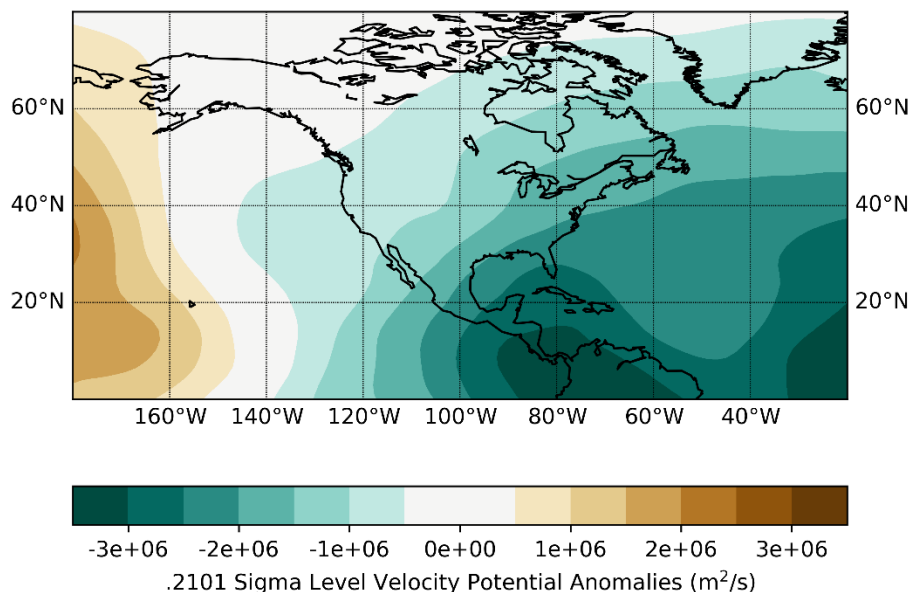 60°N 60°N
40°N 40°N
20°N 20°N
160°W 140°W 120°W 100°W 80°W 60°W 40°W
-3e+06 -2e+06 -1e+06 0e+00 1e+06 2e+06 3e+06
.2101 Sigma Level Velocity Potential Anomalies (m²/s)